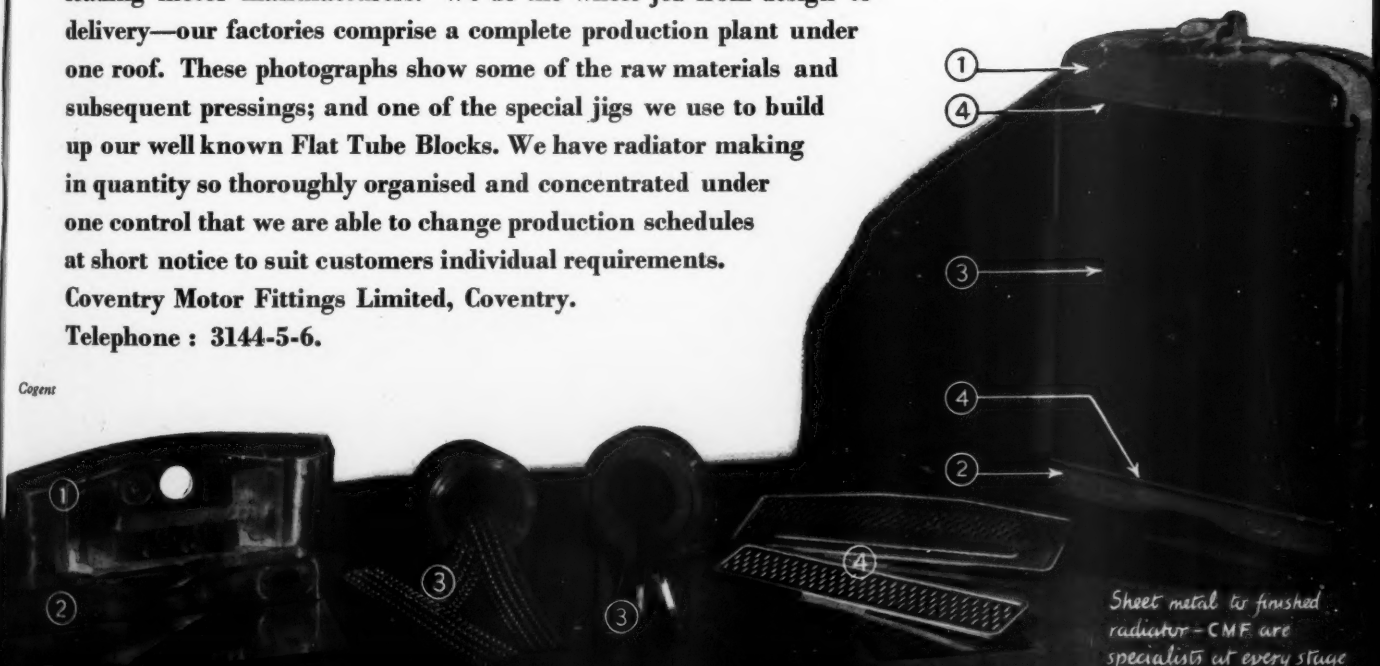 delivery—our factories comprise a complete production plant under
one roof. These photographs show some of the raw materials and
subsequent pressings; and one of the special jigs we use to build
up our well known Flat Tube Blocks. We have radiator making
in quantity so thoroughly organised and concentrated under
one control that we are able to change production schedules
at short notice to suit customers individual requirements.
Coventry Motor Fittings Limited, Coventry.
Telephone : 3144-5-6.
Cogent
1
4
3
4
2
1
2
3
3
4
Sheet metal to finished
radiator – CMF are
specialists at every stage